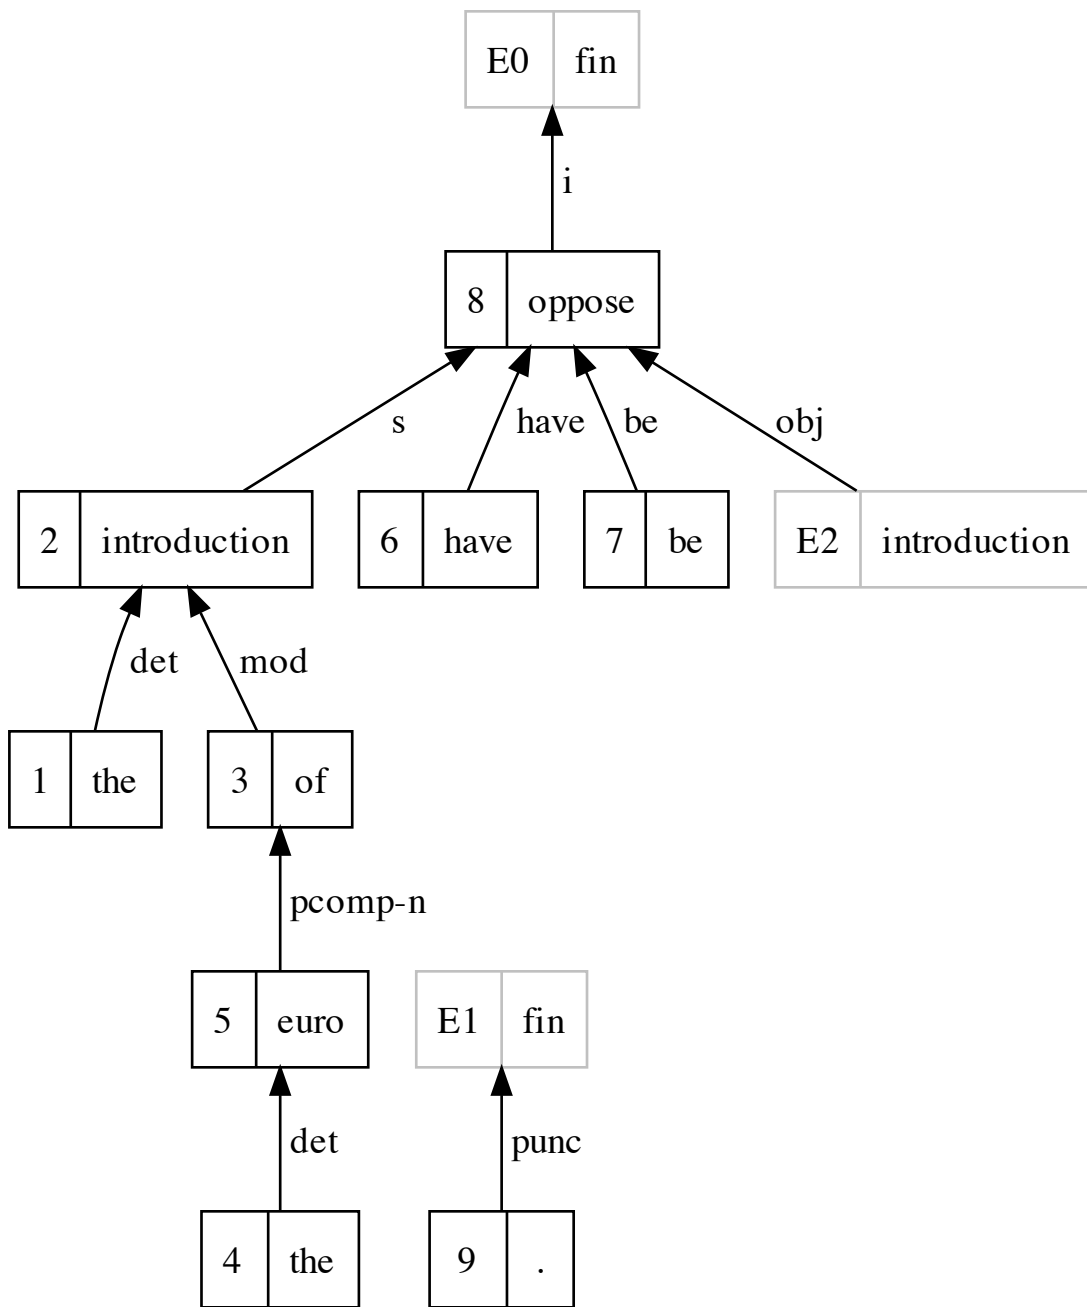 E0 fin
i
8 oppose
s have be obj
2 introduction 6 have 7 be E2 introduction
det mod
1 the 3 of
pcomp-n
5 euro E1 fin
det punc
4 the 9 .